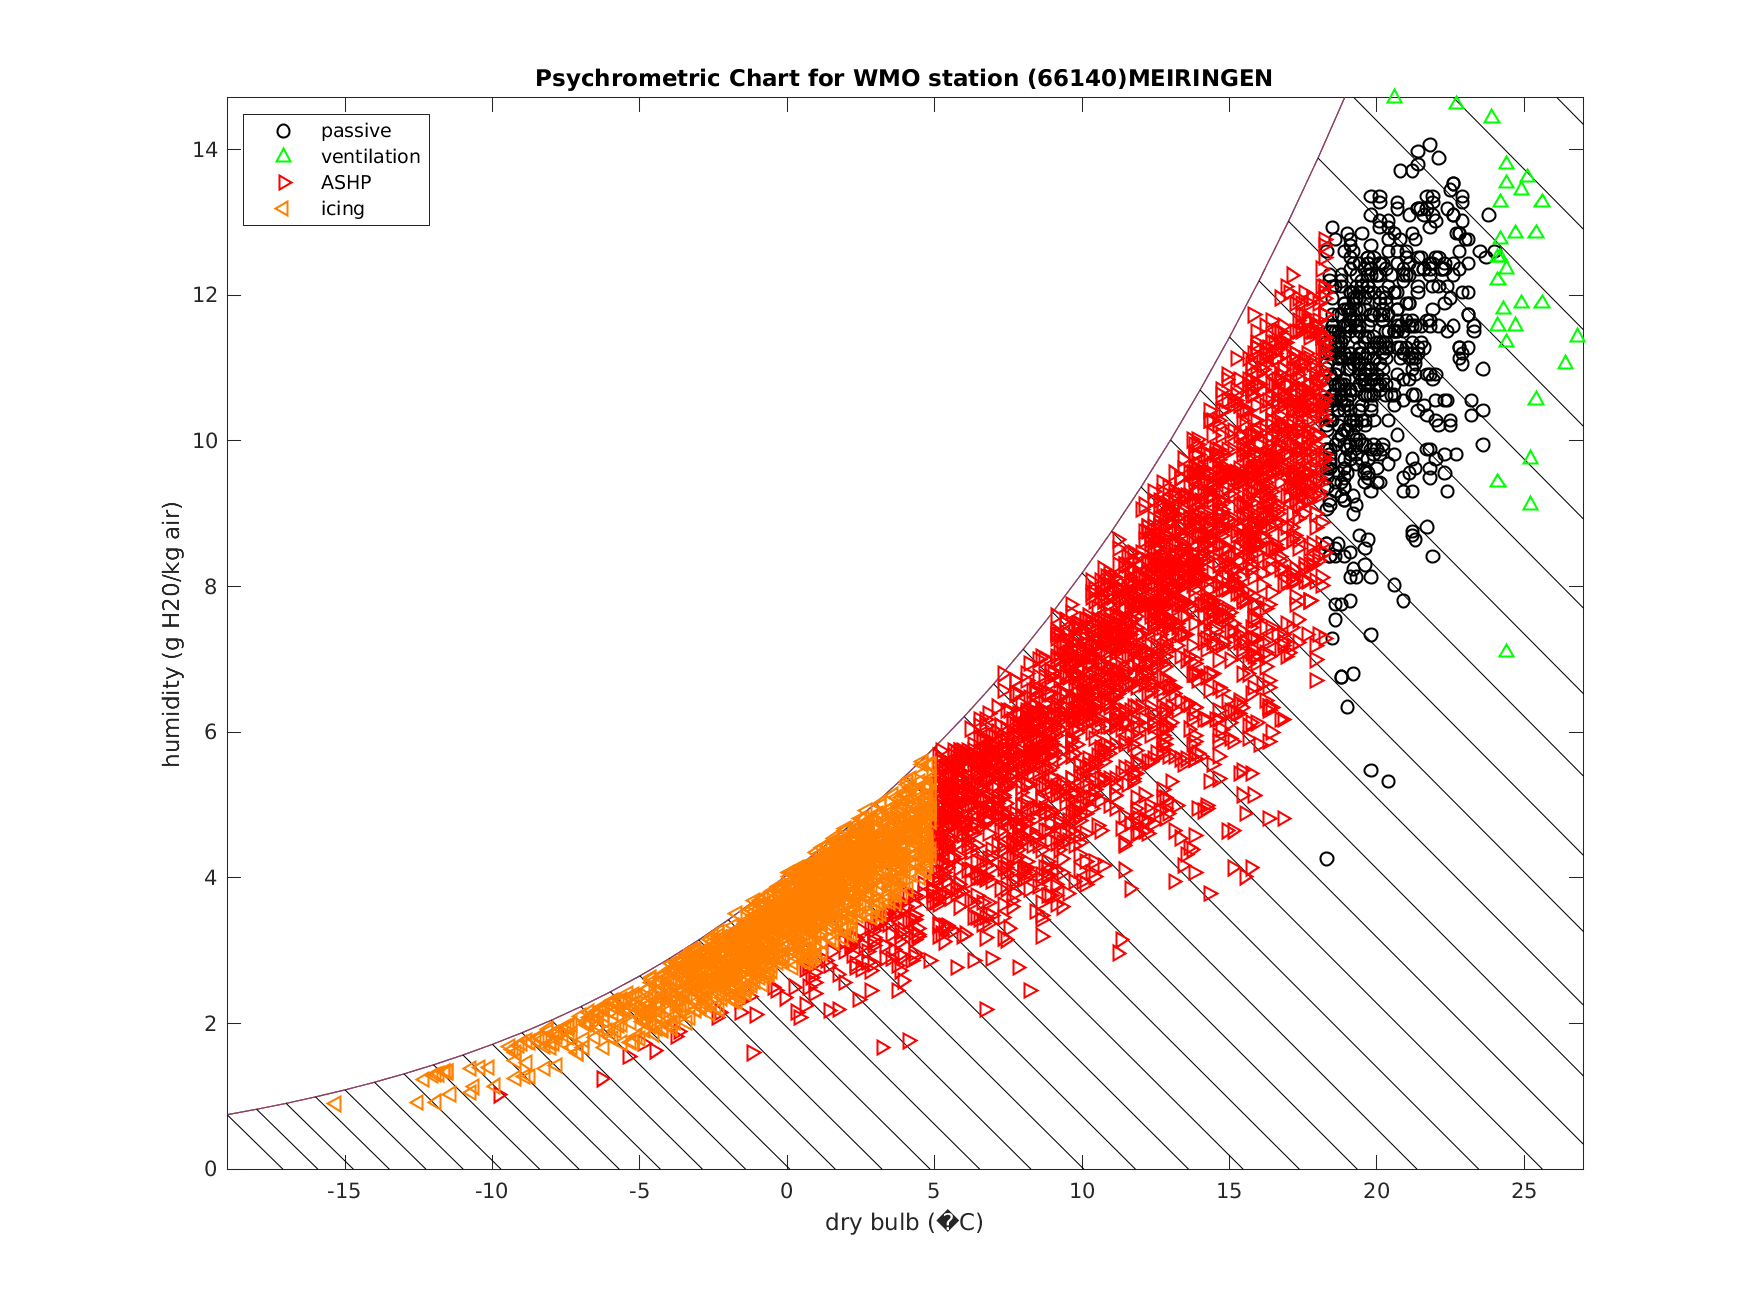 Psychrometric Chart for WMO station (66140)MEIRINGEN
passive
ventilation
ASHP
icing
14
12
10
8
6
4
2
0
humidity (g H20/kg air)
-15
-10
-5
0
5
10
15
20
25
dry bulb (�C)